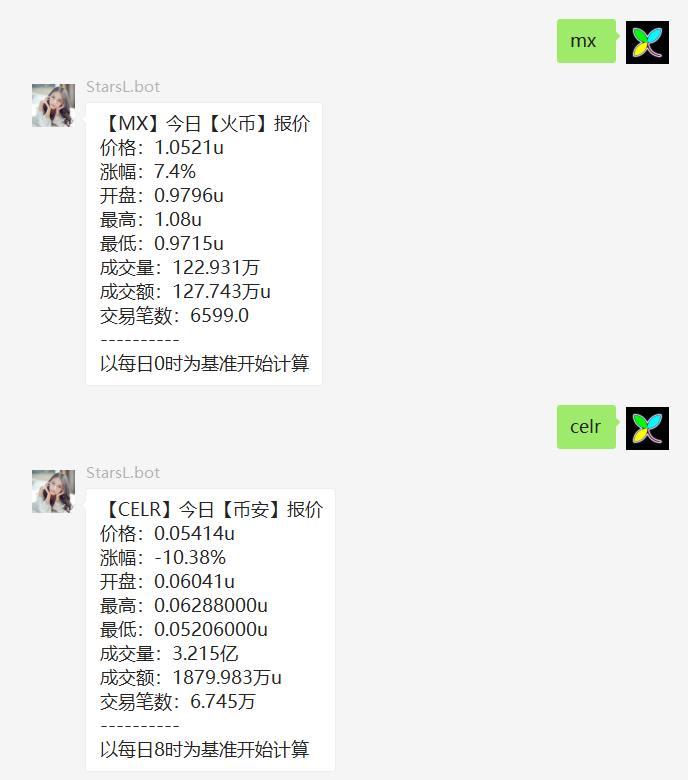 mx
StarsL.bot
【MX】今日【火币】报价
价格：1.0521u
涨幅：7.4%
开盘：0.9796u
最高：1.08u
最低：0.9715u
成交量：122.931万
成交额：127.743万u
交易笔数：6599.0
----------
以每日0时为基准开始计算
celr
StarsL.bot
【CELR】今日【币安】报价
价格：0.05414u
涨幅：-10.38%
开盘：0.06041u
最高：0.06288000u
最低：0.05206000u
成交量：3.215亿
成交额：1879.983万u
交易笔数：6.745万
----------
以每日8时为基准开始计算